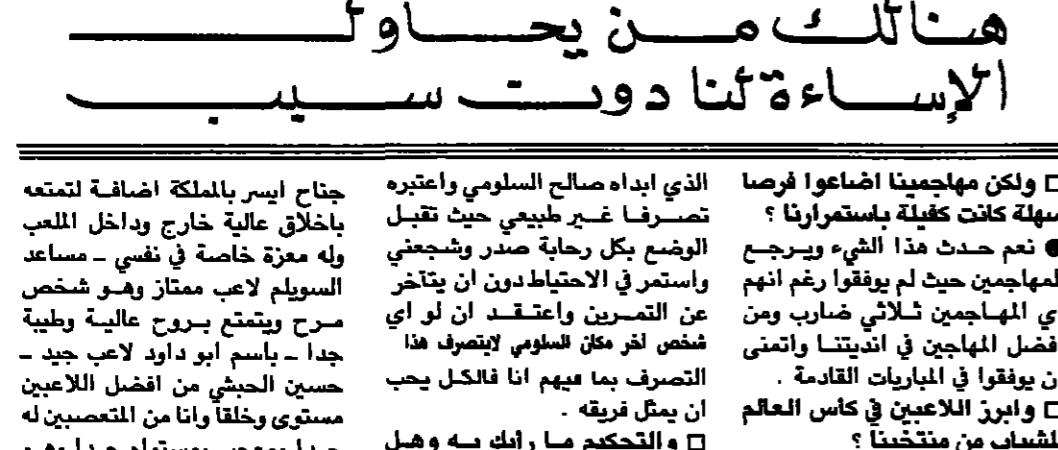 هنالك من يحاول
الإساءة لنا دون سبب
□ ولكن مهاجمينا اضاعوا فرصا
سهلة كانت كفيلة باستمرارنا ؟
● نعم حدث هذا الشيء ويرجع
لمهاجمين حيث لم يوفقوا رغم انهم
ي المهاجمين ثلاثي ضارب ومن
فضل المهاجين في انديتنا واتمنى
ن يوفقوا في المباريات القادمة .
□ وابرز اللاعبين في كأس العالم
للشباب من منتخبنا ؟
الذي ابداه صالح السلومي واعتبره
تصرفا غير طبيعي حيث تقبل
الوضع بكل رحابة صدر وشجعني
واستمر في الاحتياط دون ان يتأخر
عن التمرين واعتقد ان لو اي
شخص آخر مكان السلومي لايتصرف هذا
التصرف بما فيهم انا فالكل يحب
ان يمثل فريقه .
□ والتحكيم ما رأيك به وهل
جناح ايسر بالمملكة اضافة لتمتعه
باخلاق عالية خارج وداخل الملعب
وله معزة خاصة في نفسي - مساعد
السويلم لاعب ممتاز وهو شخص
مرح ويتمتع بروح عالية وطيبة
جدا - باسم ابو داود لاعب جيد -
حسين الحبشي من افضل اللاعبين
مستوى وخلقا وانا من المتعصبين له